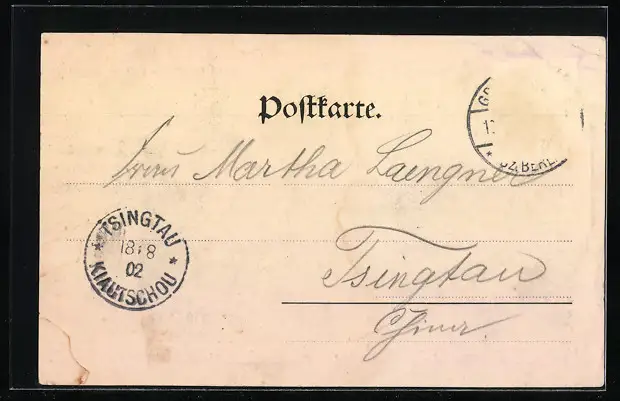 Postkarte.
Frau Martha Laengner
Tsingtau
China.
TSINGTAU
18/8
02
KIAUTSCHOU